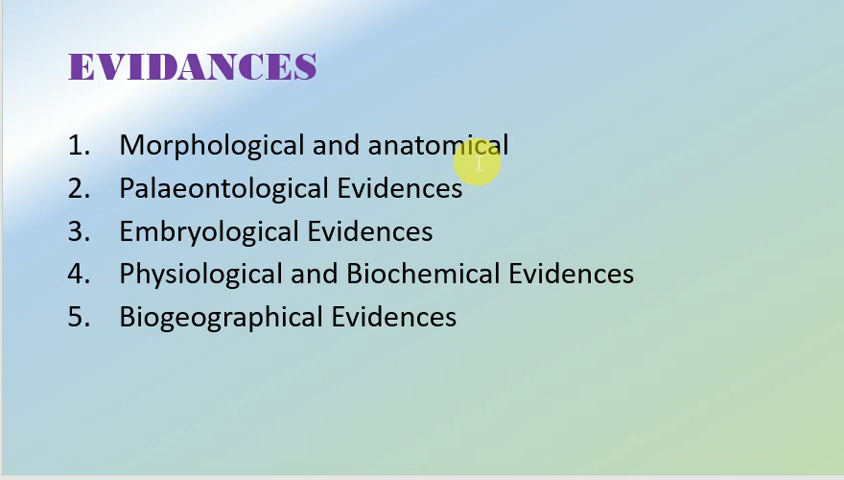 EVIDANCES
1. Morphological and anatomical
2. Palaeontological Evidences
3. Embryological Evidences
4. Physiological and Biochemical Evidences
5. Biogeographical Evidences